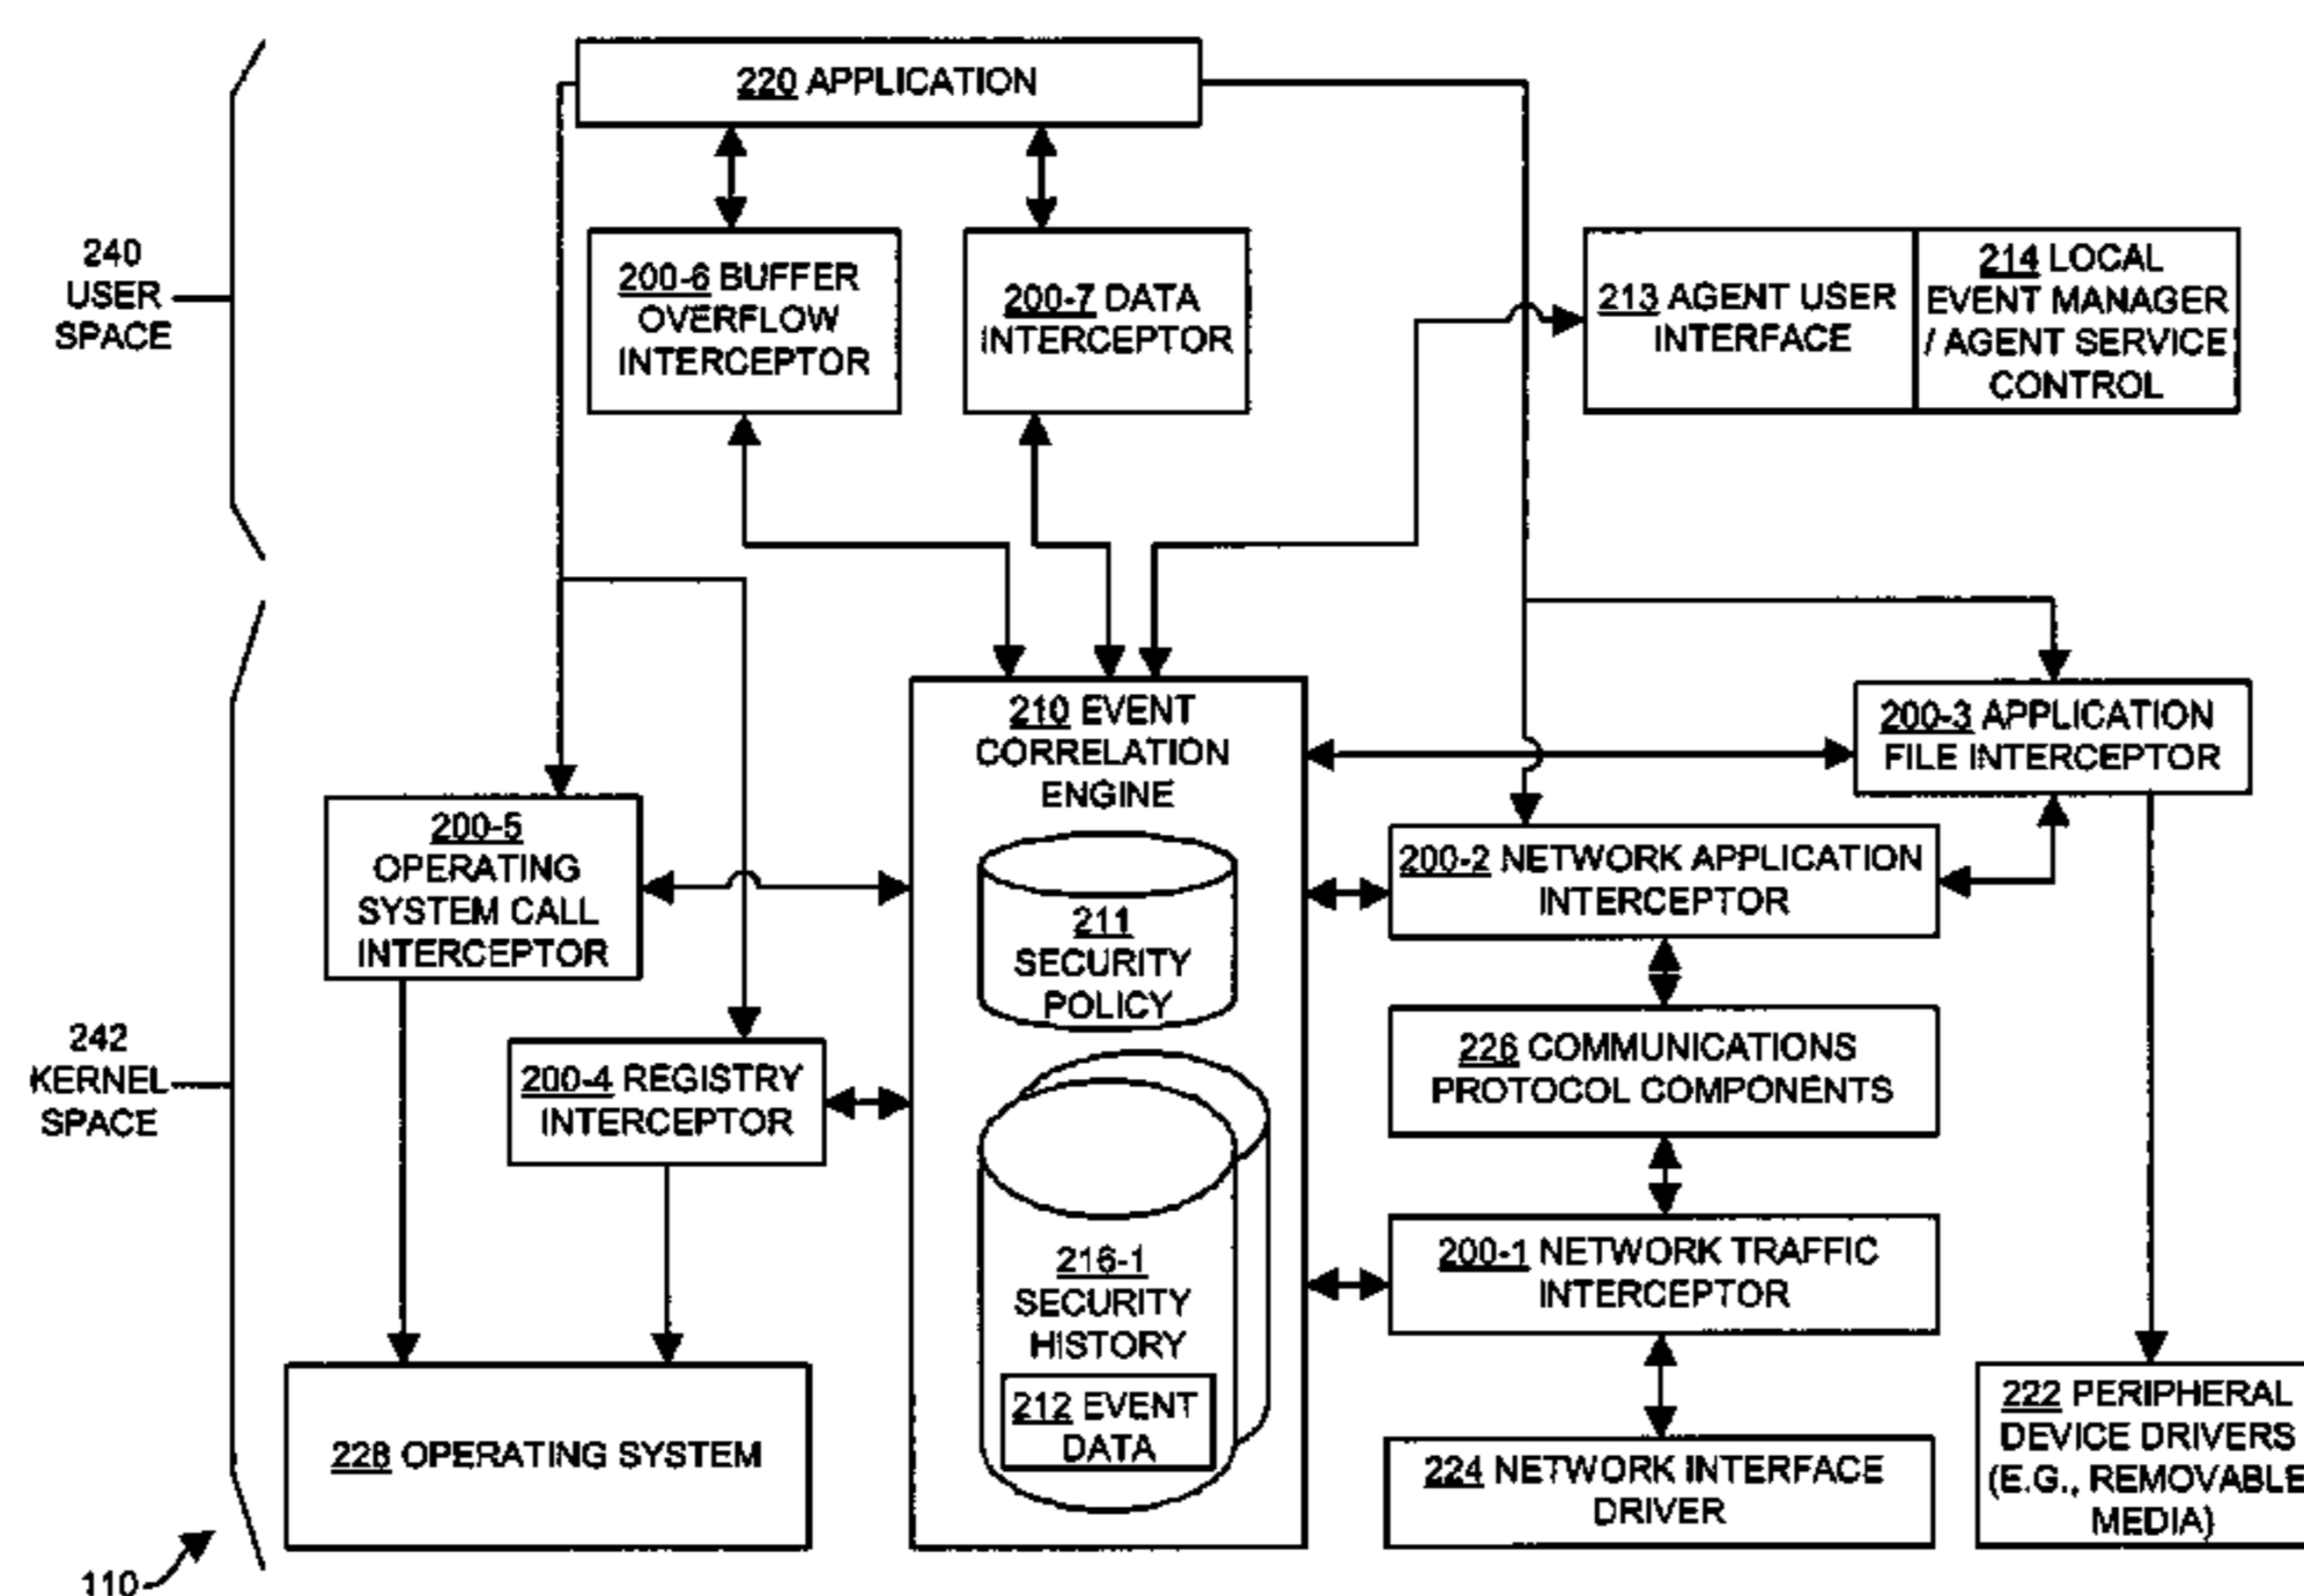 220 APPLICATION
240
USER
SPACE
200-6 BUFFER
OVERFLOW
INTERCEPTOR
200-7 DATA
INTERCEPTOR
213 AGENT USER
INTERFACE
214 LOCAL
EVENT MANAGER
/ AGENT SERVICE
CONTROL
210 EVENT
CORRELATION
ENGINE
200-3 APPLICATION
FILE INTERCEPTOR
200-5
OPERATING
SYSTEM CALL
INTERCEPTOR
200-2 NETWORK APPLICATION
INTERCEPTOR
211
SECURITY
POLICY
242
KERNEL
SPACE
200-4 REGISTRY
INTERCEPTOR
226 COMMUNICATIONS
PROTOCOL COMPONENTS
216-1
SECURITY
HISTORY
200-1 NETWORK TRAFFIC
INTERCEPTOR
212 EVENT
DATA
228 OPERATING SYSTEM
224 NETWORK INTERFACE
DRIVER
222 PERIPHERAL
DEVICE DRIVERS
(E.G., REMOVABLE
MEDIA)
110